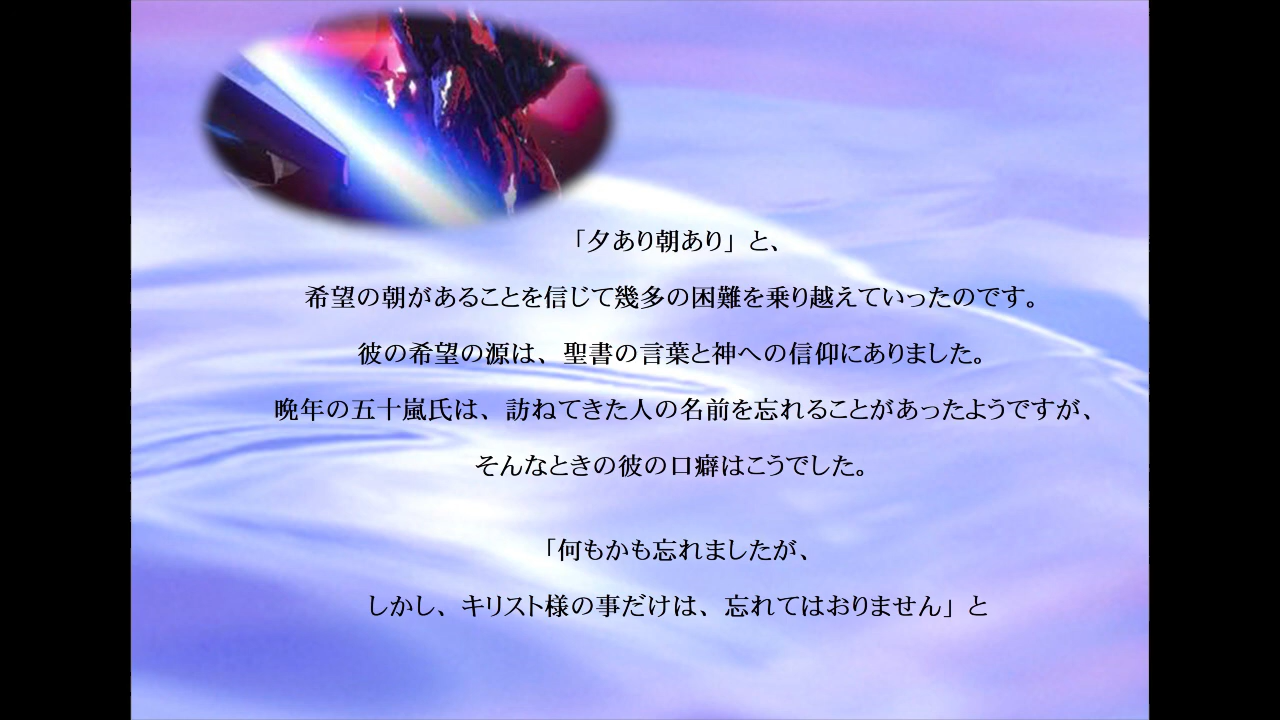 「夕あり朝あり」と、
希望の朝があることを信じて幾多の困難を乗り越えていったのです。
彼の希望の源は、聖書の言葉と神への信仰にありました。
晩年の五十嵐氏は、訪ねてきた人の名前を忘れることがあったようですが、
そんなときの彼の口癖はこうでした。
「何もかも忘れましたが、
しかし、キリスト様の事だけは、忘れてはおりません」と